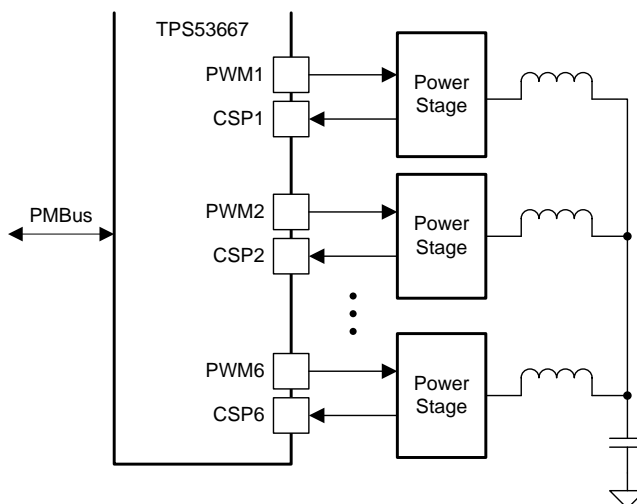 TPS53667
PWM1
CSP1
Power
Stage
PMBus
PWM2
CSP2
Power
Stage
PWM6
CSP6
Power
Stage